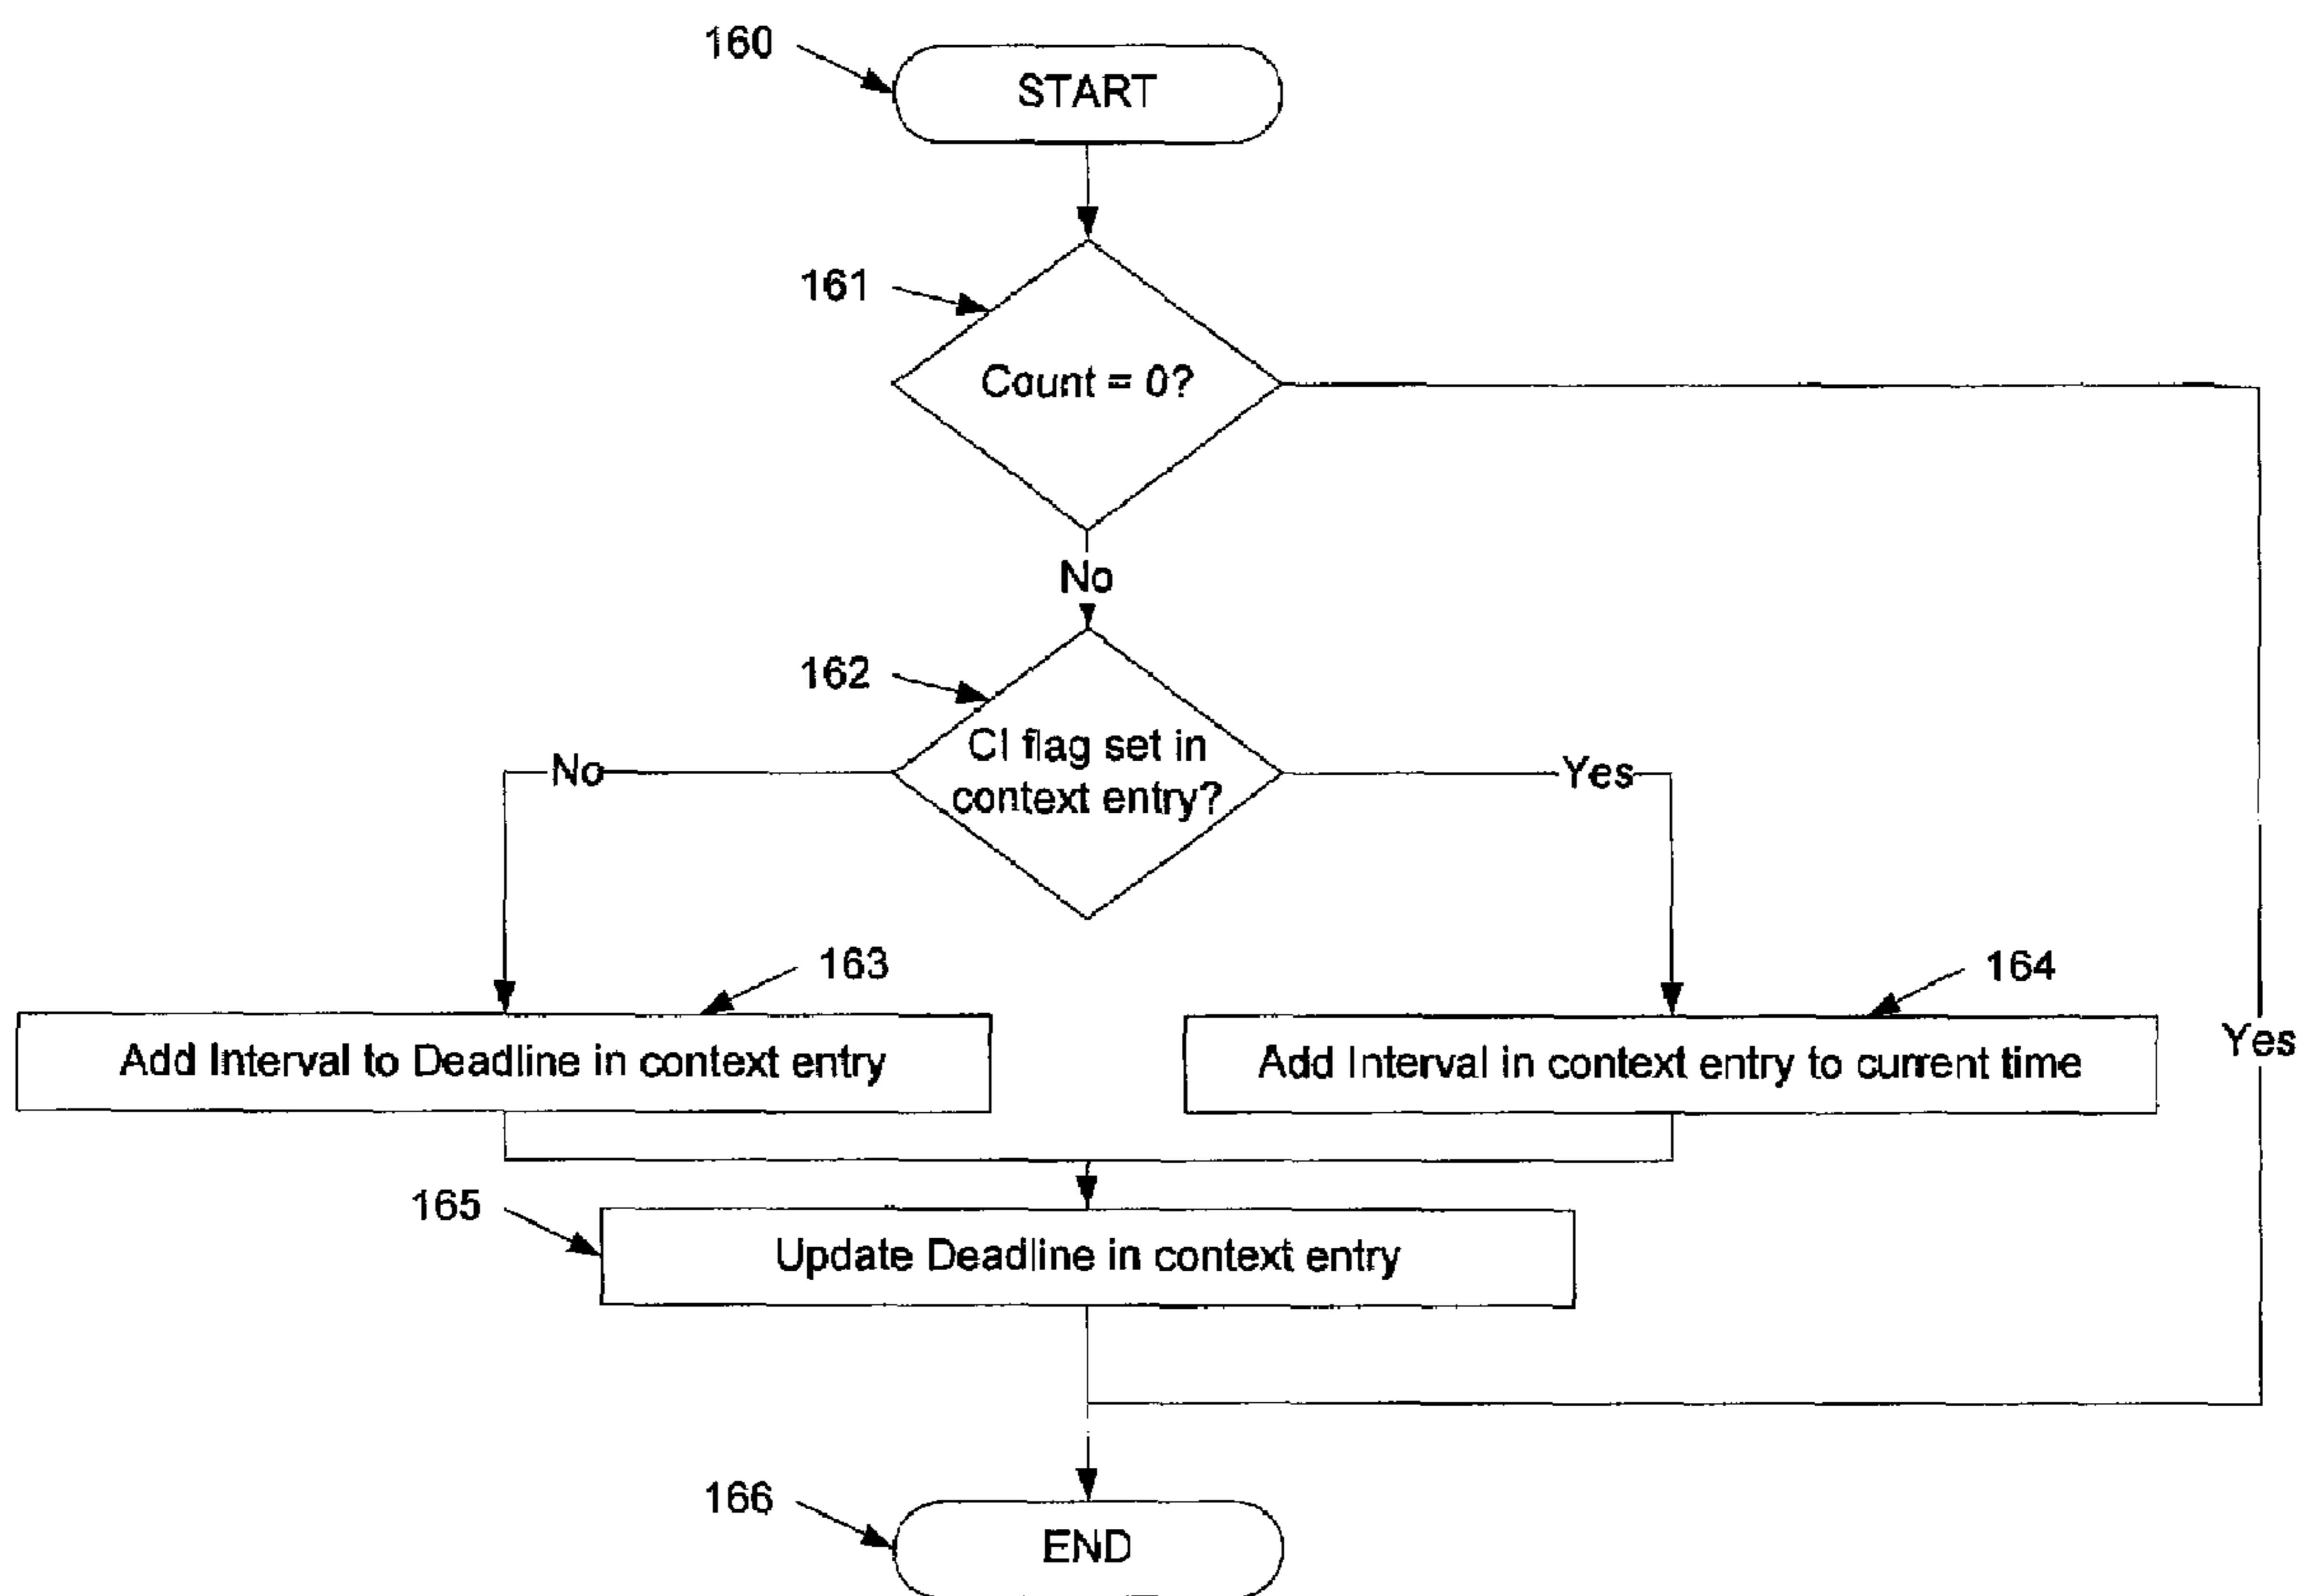 160
START
161
Count = 0?
No
162
CI flag set in
context entry?
No
Yes
163
164
Add Interval to Deadline in context entry
Add Interval in context entry to current time
Yes
165
Update Deadline in context entry
166
END